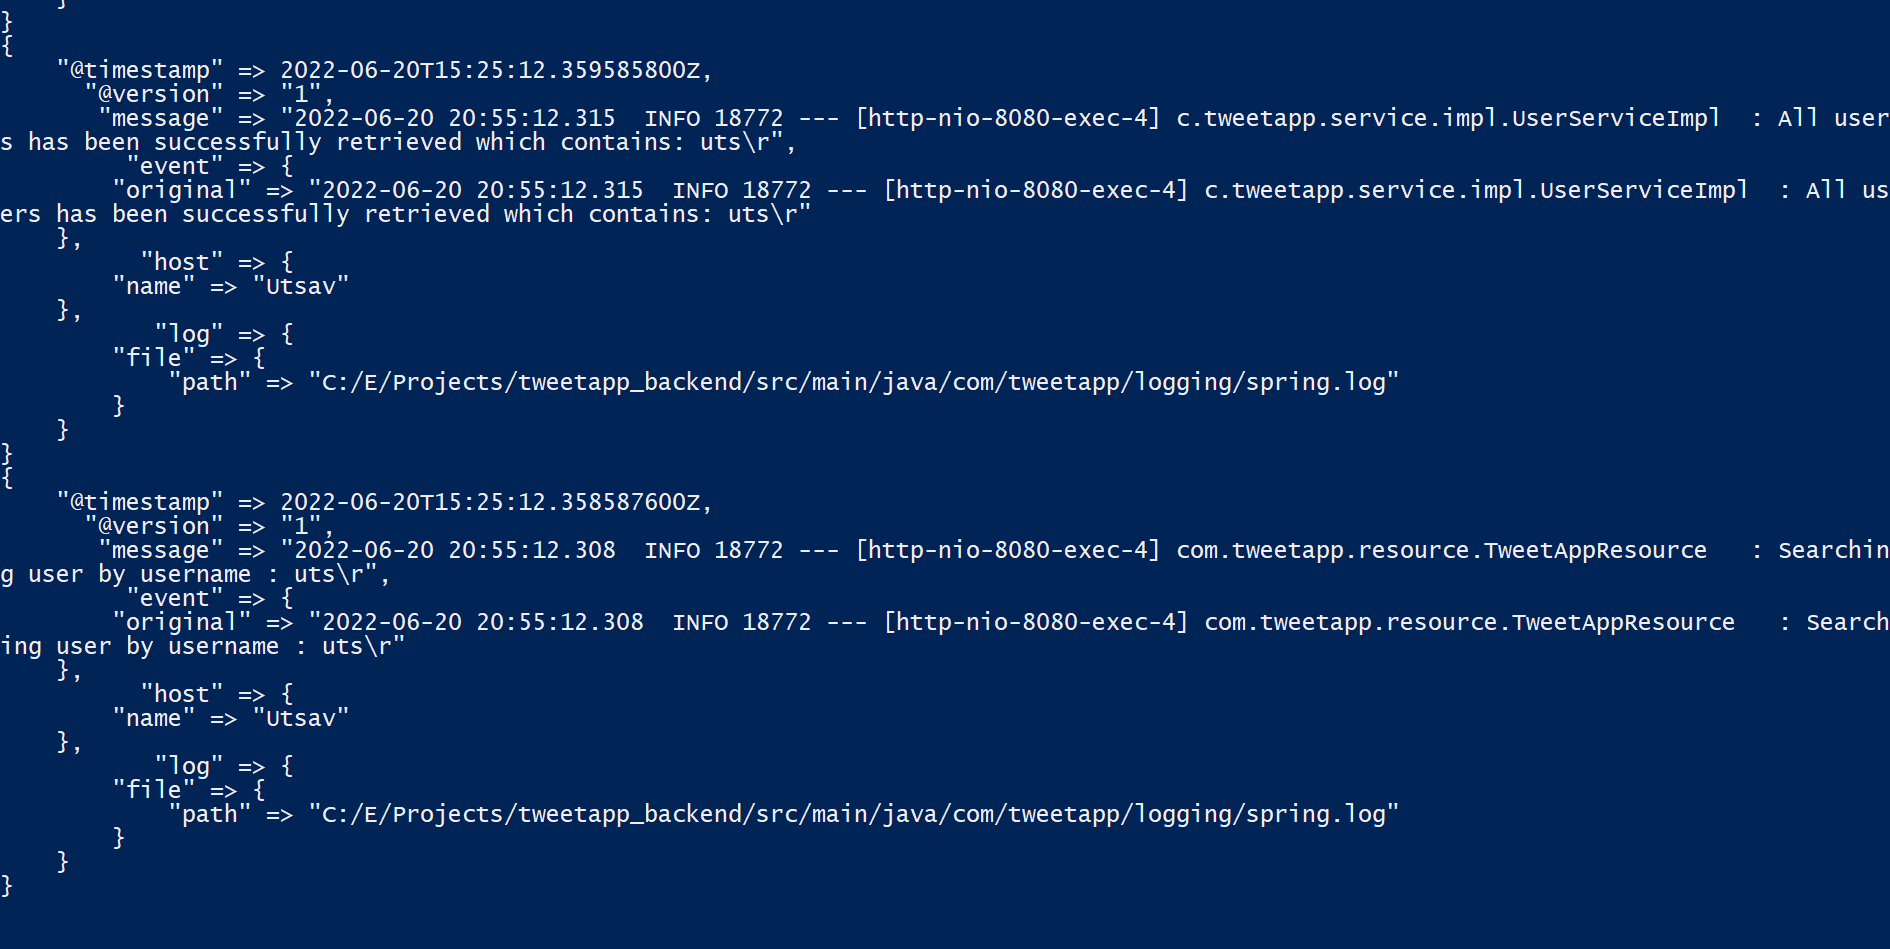 }
}
{
    "@timestamp" => 2022-06-20T15:25:12.359585800Z,
      "@version" => "1",
       "message" => "2022-06-20 20:55:12.315  INFO 18772 --- [http-nio-8080-exec-4] c.tweetapp.service.impl.UserServiceImpl  : All user
s has been successfully retrieved which contains: uts\r",
         "event" => {
        "original" => "2022-06-20 20:55:12.315  INFO 18772 --- [http-nio-8080-exec-4] c.tweetapp.service.impl.UserServiceImpl  : All us
ers has been successfully retrieved which contains: uts\r"
    },
          "host" => {
        "name" => "Utsav"
    },
           "log" => {
        "file" => {
            "path" => "C:/E/Projects/tweetapp_backend/src/main/java/com/tweetapp/logging/spring.log"
        }
    }
}
{
    "@timestamp" => 2022-06-20T15:25:12.358587600Z,
      "@version" => "1",
       "message" => "2022-06-20 20:55:12.308  INFO 18772 --- [http-nio-8080-exec-4] com.tweetapp.resource.TweetAppResource   : Searchin
g user by username : uts\r",
         "event" => {
        "original" => "2022-06-20 20:55:12.308  INFO 18772 --- [http-nio-8080-exec-4] com.tweetapp.resource.TweetAppResource   : Search
ing user by username : uts\r"
    },
          "host" => {
        "name" => "Utsav"
    },
           "log" => {
        "file" => {
            "path" => "C:/E/Projects/tweetapp_backend/src/main/java/com/tweetapp/logging/spring.log"
        }
    }
}